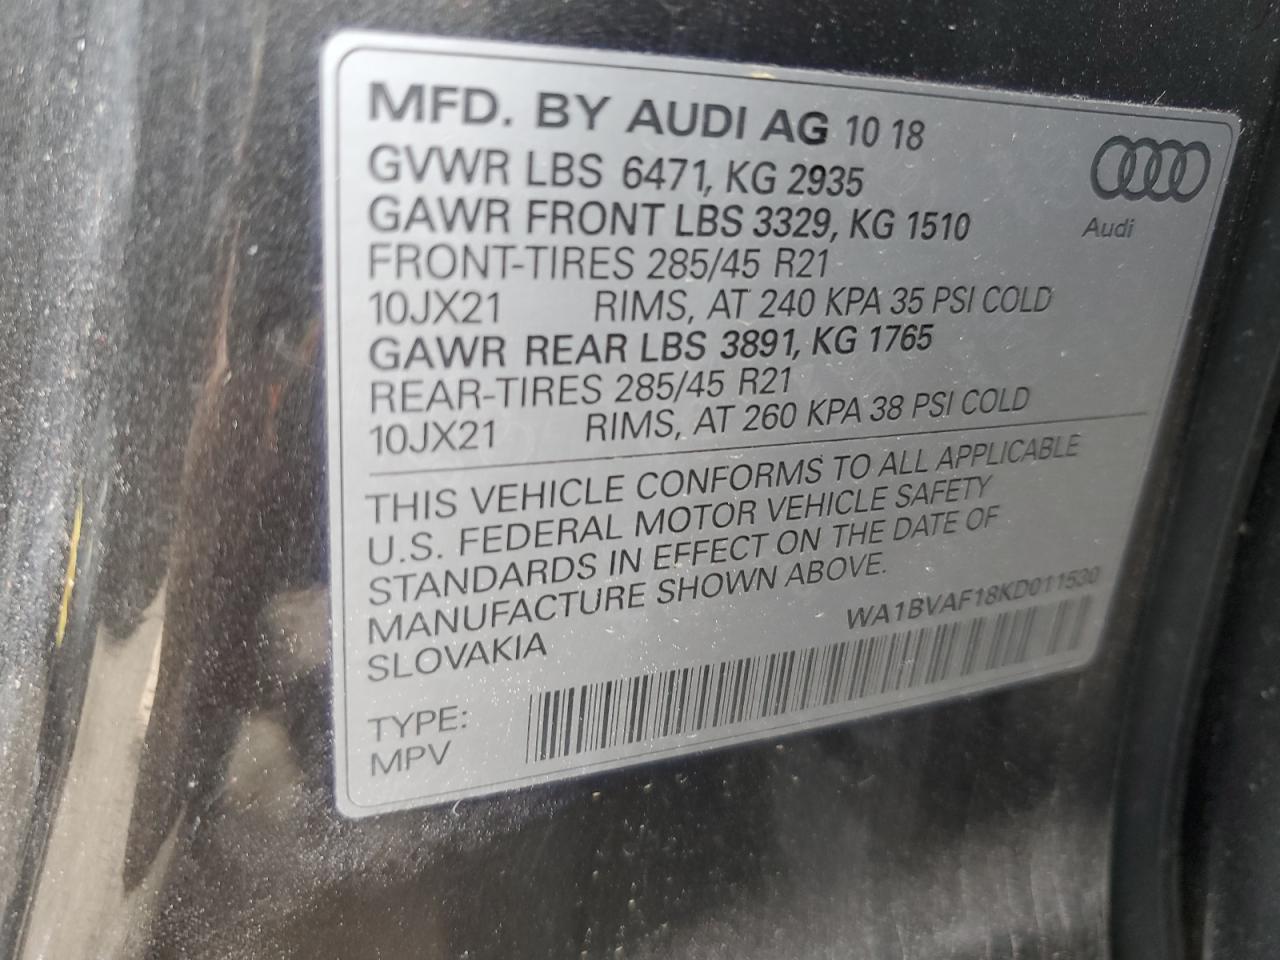 MFD. BY AUDI AG 10 18
GVWR LBS 6471, KG 2935
GAWR FRONT LBS 3329, KG 1510
FRONT-TIRES 285/45 R21
10JX21 RIMS, AT 240 KPA 35 PSI COLD
GAWR REAR LBS 3891, KG 1765
REAR-TIRES 285/45 R21
10JX21 RIMS, AT 260 KPA 38 PSI COLD
Audi
THIS VEHICLE CONFORMS TO ALL APPLICABLE
U.S. FEDERAL MOTOR VEHICLE SAFETY
STANDARDS IN EFFECT ON THE DATE OF
MANUFACTURE SHOWN ABOVE.
SLOVAKIA
WA1BVAF18KD011530
TYPE:
MPV